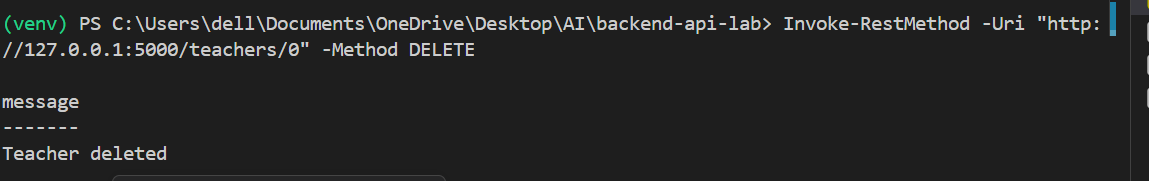 (venv) PS C:\Users\dell\Documents\OneDrive\Desktop\AI\backend-api-lab> Invoke-RestMethod -Uri "http:
//127.0.0.1:5000/teachers/0" -Method DELETE
message
-------
Teacher deleted